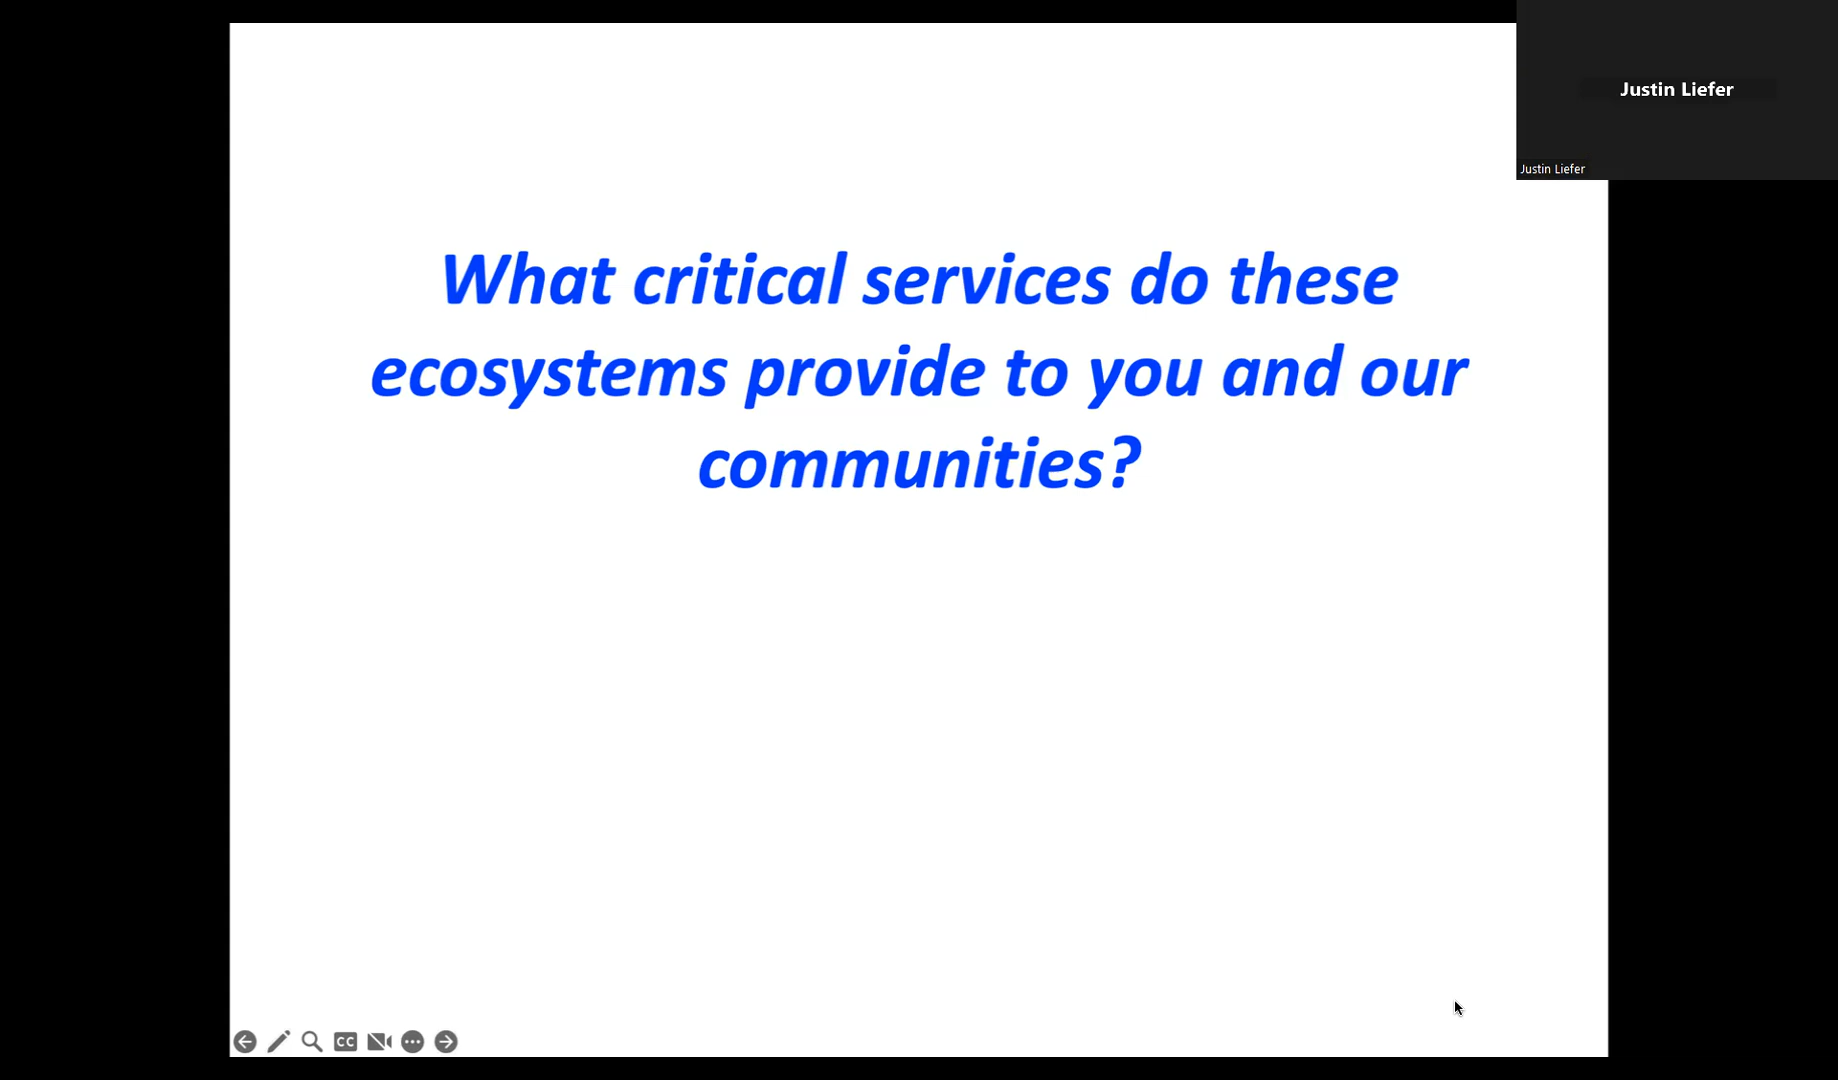 Justin Liefer
Justin Liefer
What critical services do these
ecosystems provide to you and our
communities?
CC